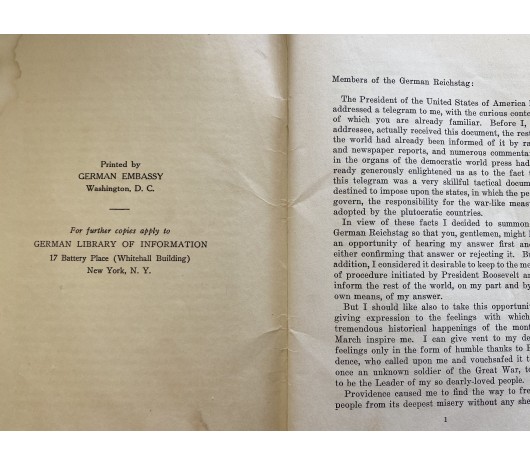 Printed by
GERMAN EMBASSY
Washington, D. C.
For further copies apply to
GERMAN LIBRARY OF INFORMATION
17 Battery Place (Whitehall Building)
New York, N. Y.
Members of the German Reichstag:
The President of the United States of America
addressed a telegram to me, with the curious conte
of which you are already familiar. Before I,
addressee, actually received this document, the rest
the world had already been informed of it by ra
and newspaper reports, and numerous commentar
in the organs of the democratic world press had
ready generously enlightened us as to the fact t
this telegram was a very skillful tactical docum
destined to impose upon the states, in which the pe
govern, the responsibility for the war-like meas
adopted by the plutocratic countries.
In view of these facts I decided to summon
German Reichstag so that you, gentlemen, might
an opportunity of hearing my answer first and
either confirming that answer or rejecting it. Bu
addition, I considered it desirable to keep to the me
of procedure initiated by President Roosevelt an
inform the rest of the world, on my part and by
own means, of my answer.
But I should like also to take this opportuni
giving expression to the feelings with which
tremendous historical happenings of the mont
March inspire me. I can give vent to my de
feelings only in the form of humble thanks to P
dence, who called upon me and vouchsafed it t
once an unknown soldier of the Great War, to
to be the Leader of my so dearly-loved people.
Providence caused me to find the way to fre
people from its deepest misery without any she
1